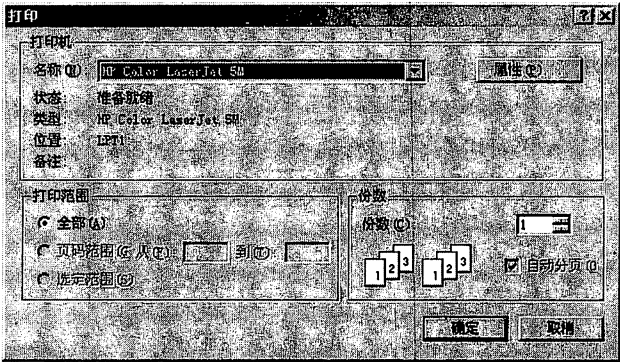 打印
打印机
名称(N) HP Color LaserJet 5M 属性(P)
状态: 准备就绪
类型: HP Color LaserJet 5M
位置: LPT1
备注:
打印范围
全部(A)
页码范围(G 从(F): 到(T):
选定范围(S)
份数
份数(C) 1
1 2 3 1 2 3
自动分页(O
确定 取消